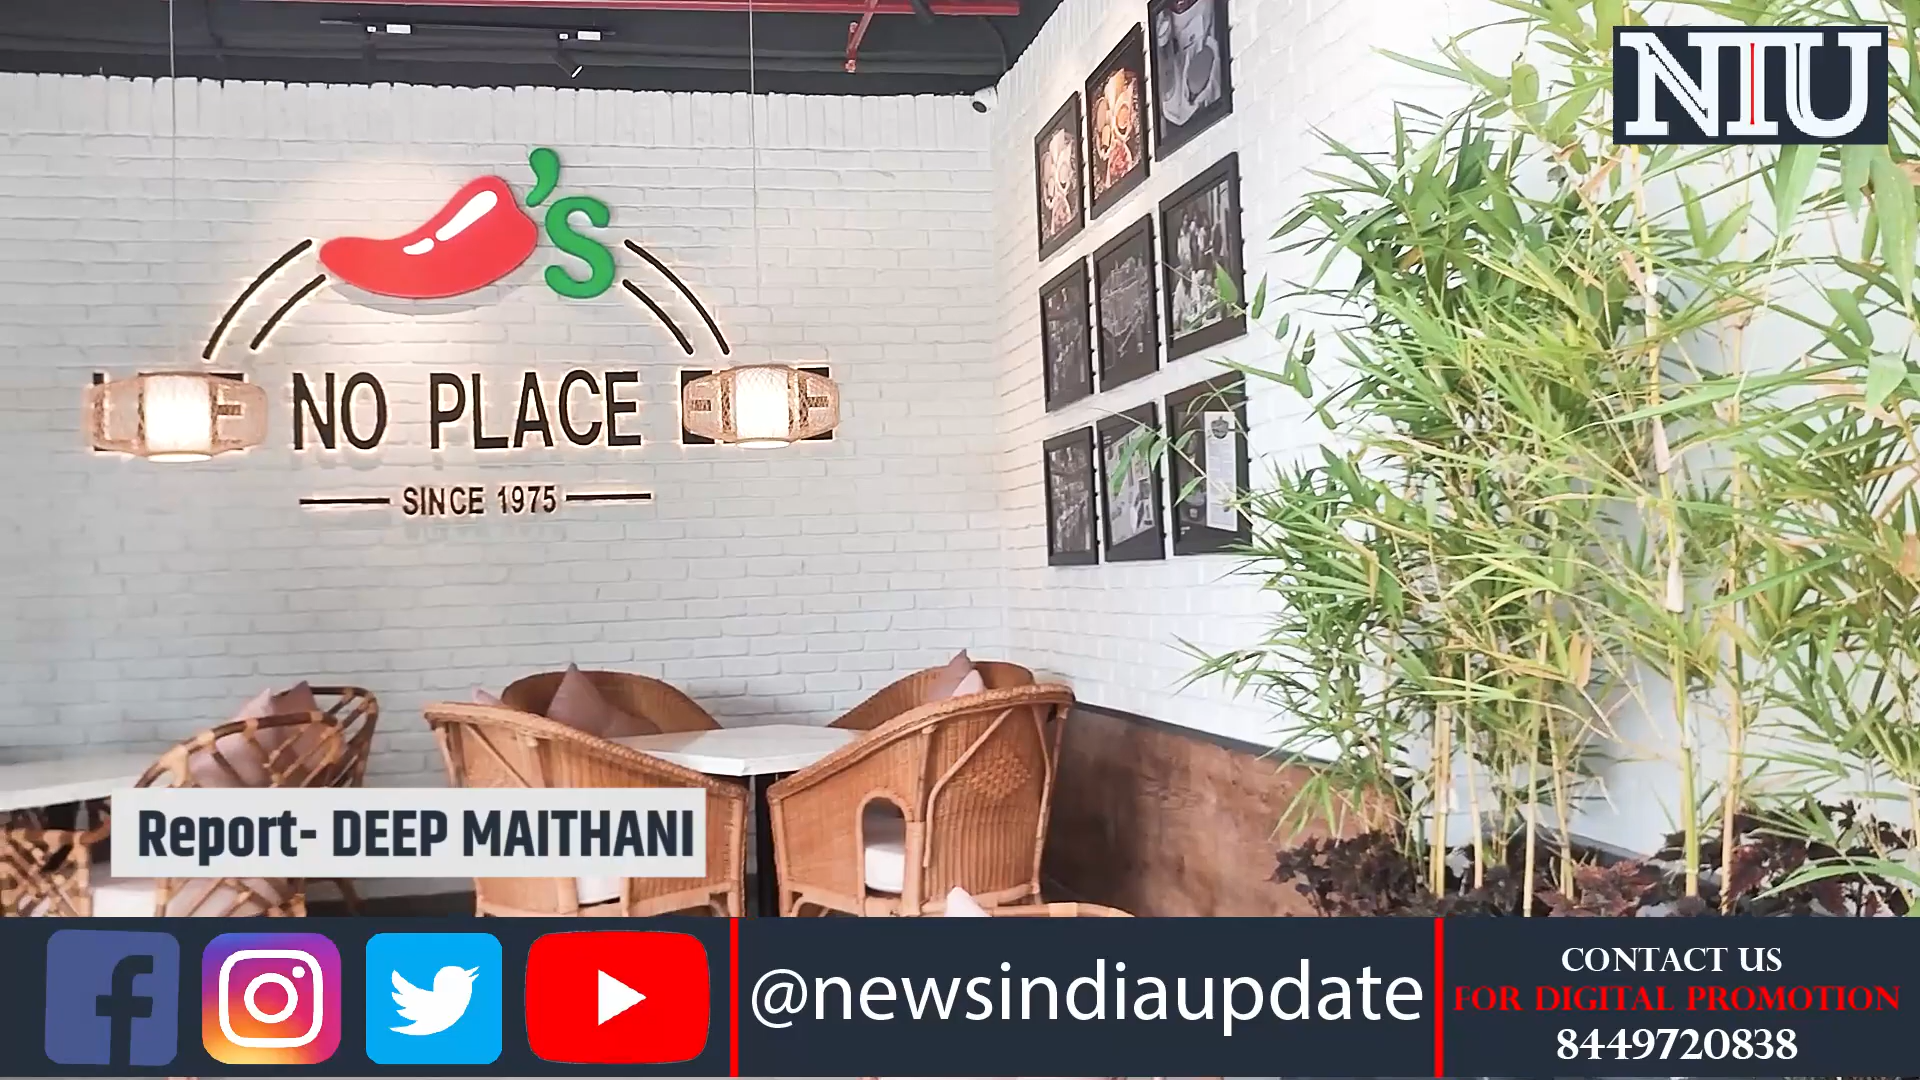 NIU
's
NO PLACE
SINCE 1975
Report- DEEP MAITHANI
@newsindiaupdate
CONTACT US
FOR DIGITAL PROMOTION
8449720838